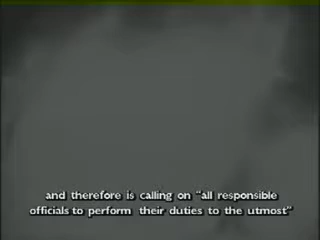 and therefore is calling on "all responsible
officials to perform their duties to the utmost"